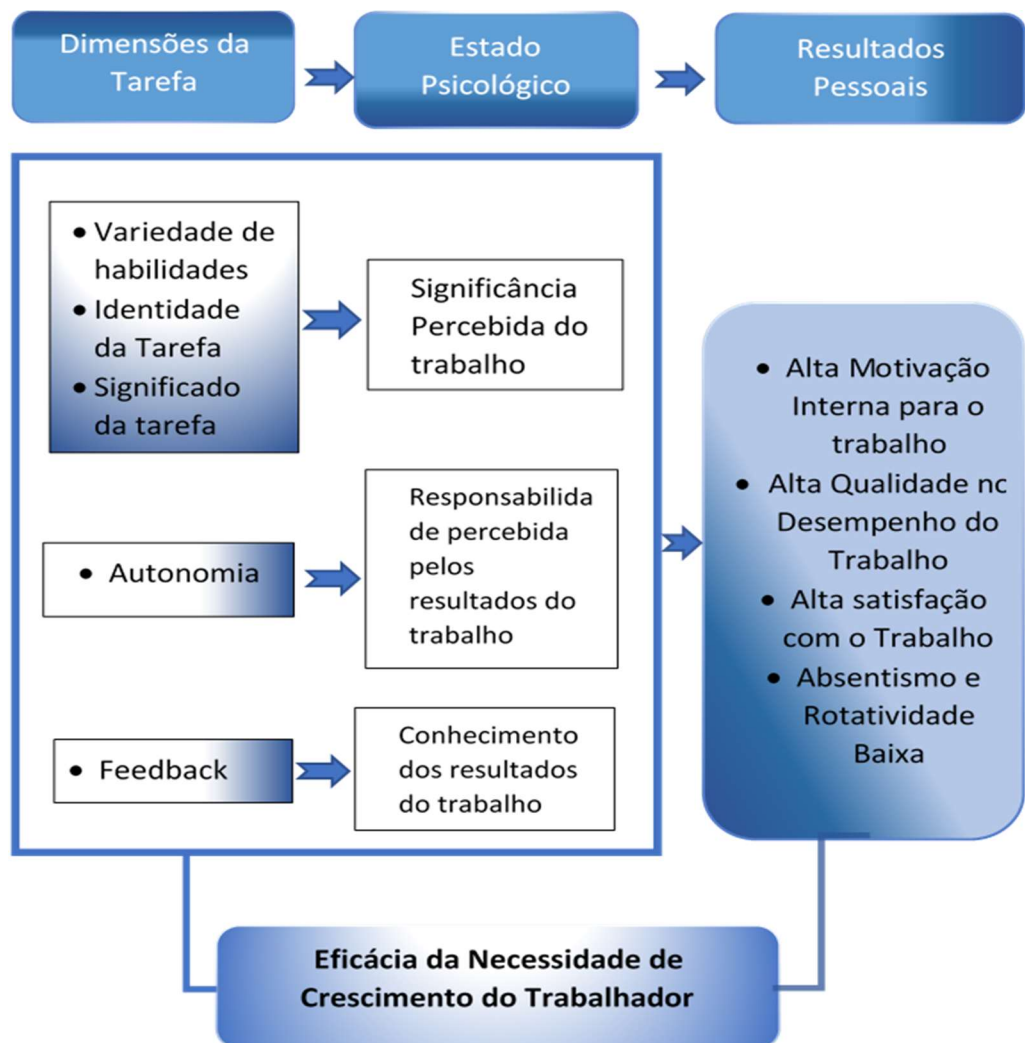 Dimensões da
Tarefa
Estado
Psicológico
Resultados
Pessoais
• Variedade de
habilidades
• Identidade
da Tarefa
• Significado
da tarefa
Significância
Percebida do
trabalho
• Autonomia
Responsabilida
de percebida
pelos
resultados do
trabalho
• Feedback
Conhecimento
dos resultados
do trabalho
• Alta Motivação
Interna para o
trabalho
• Alta Qualidade nc
Desempenho do
Trabalho
• Alta satisfação
com o Trabalho
• Absentismo e
Rotatividade
Baixa
Eficácia da Necessidade de
Crescimento do Trabalhador